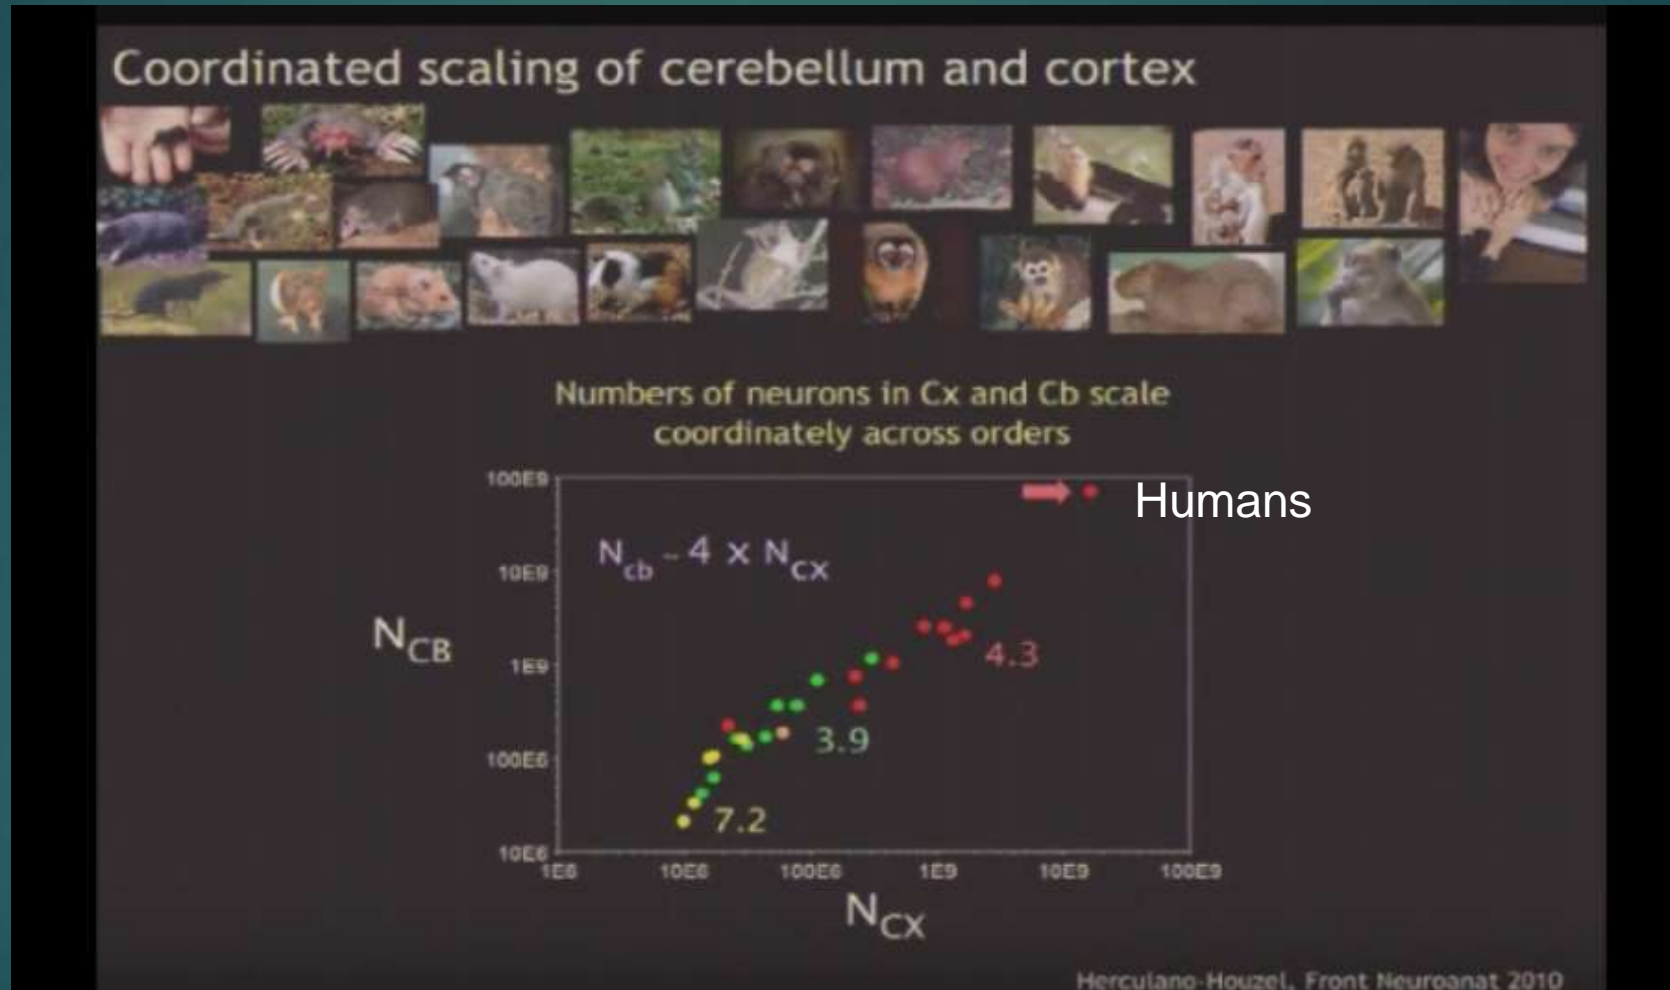 Coordinated scaling of cerebellum and cortex
Numbers of neurons in Cx and Cb scale
coordinately across orders
100E9
Humans
N_cb ~ 4 x N_CX
10E9
N_CB
4.3
1E9
3.9
100E6
7.2
10E6
1E6 10E6 100E6 1E9 10E9 100E9
N_CX
Herculano-Houzel, Front Neuroanat 2010